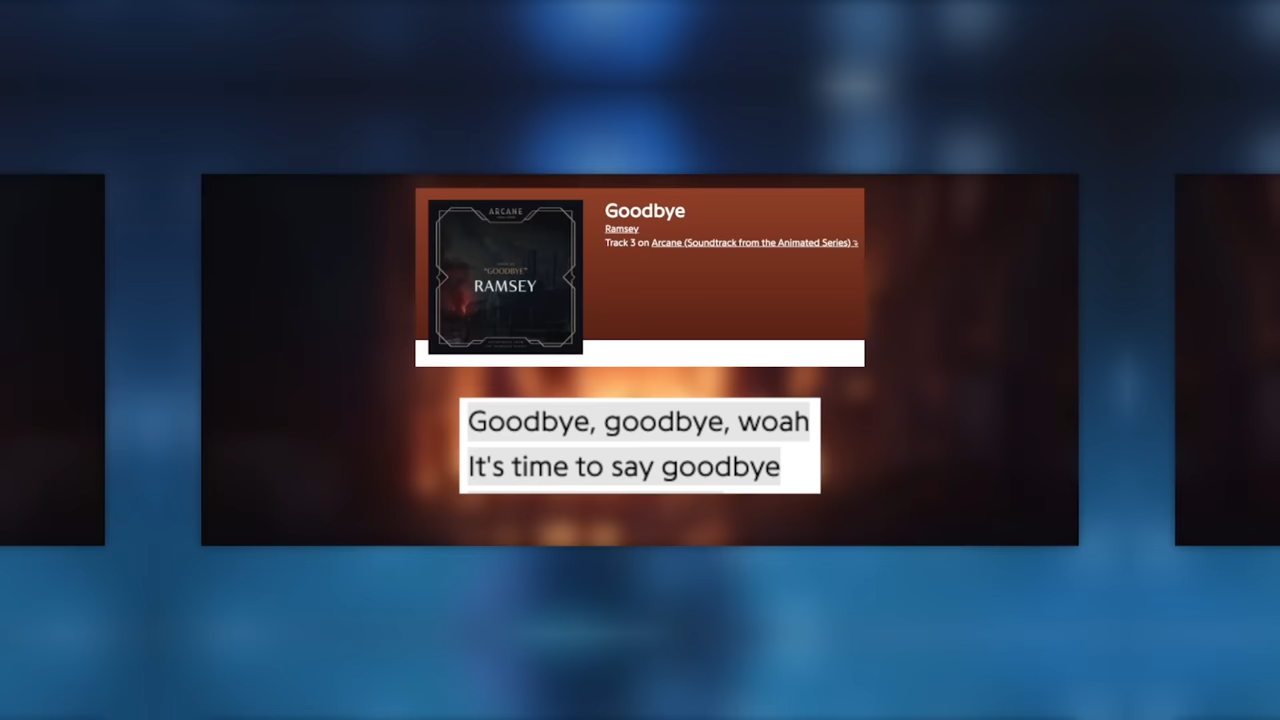 Goodbye
Ramsey
Track 3 on Arcane (Soundtrack from the Animated Series)
ARCANE
"GOODBYE"
RAMSEY
Goodbye, goodbye, woah
It's time to say goodbye